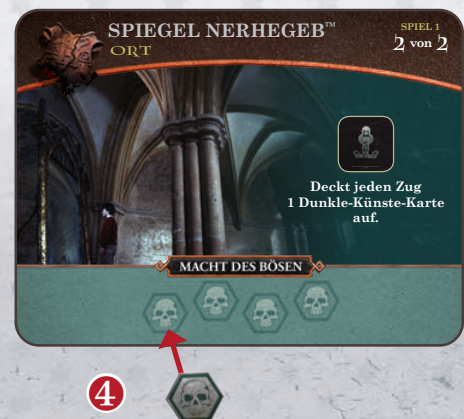 SPIEGEL NERHEGEB™
ORT
SPIEL 1
2 von 2
Deckt jeden Zug
1 Dunkle-Künste-Karte
auf.
MACHT DES BÖSEN
4